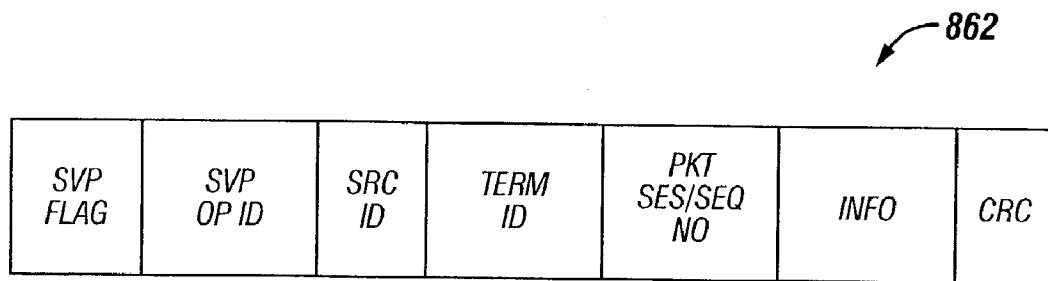 862
SVP
FLAG
SVP
OP ID
SRC
ID
TERM
ID
PKT
SES/SEQ
NO
INFO
CRC